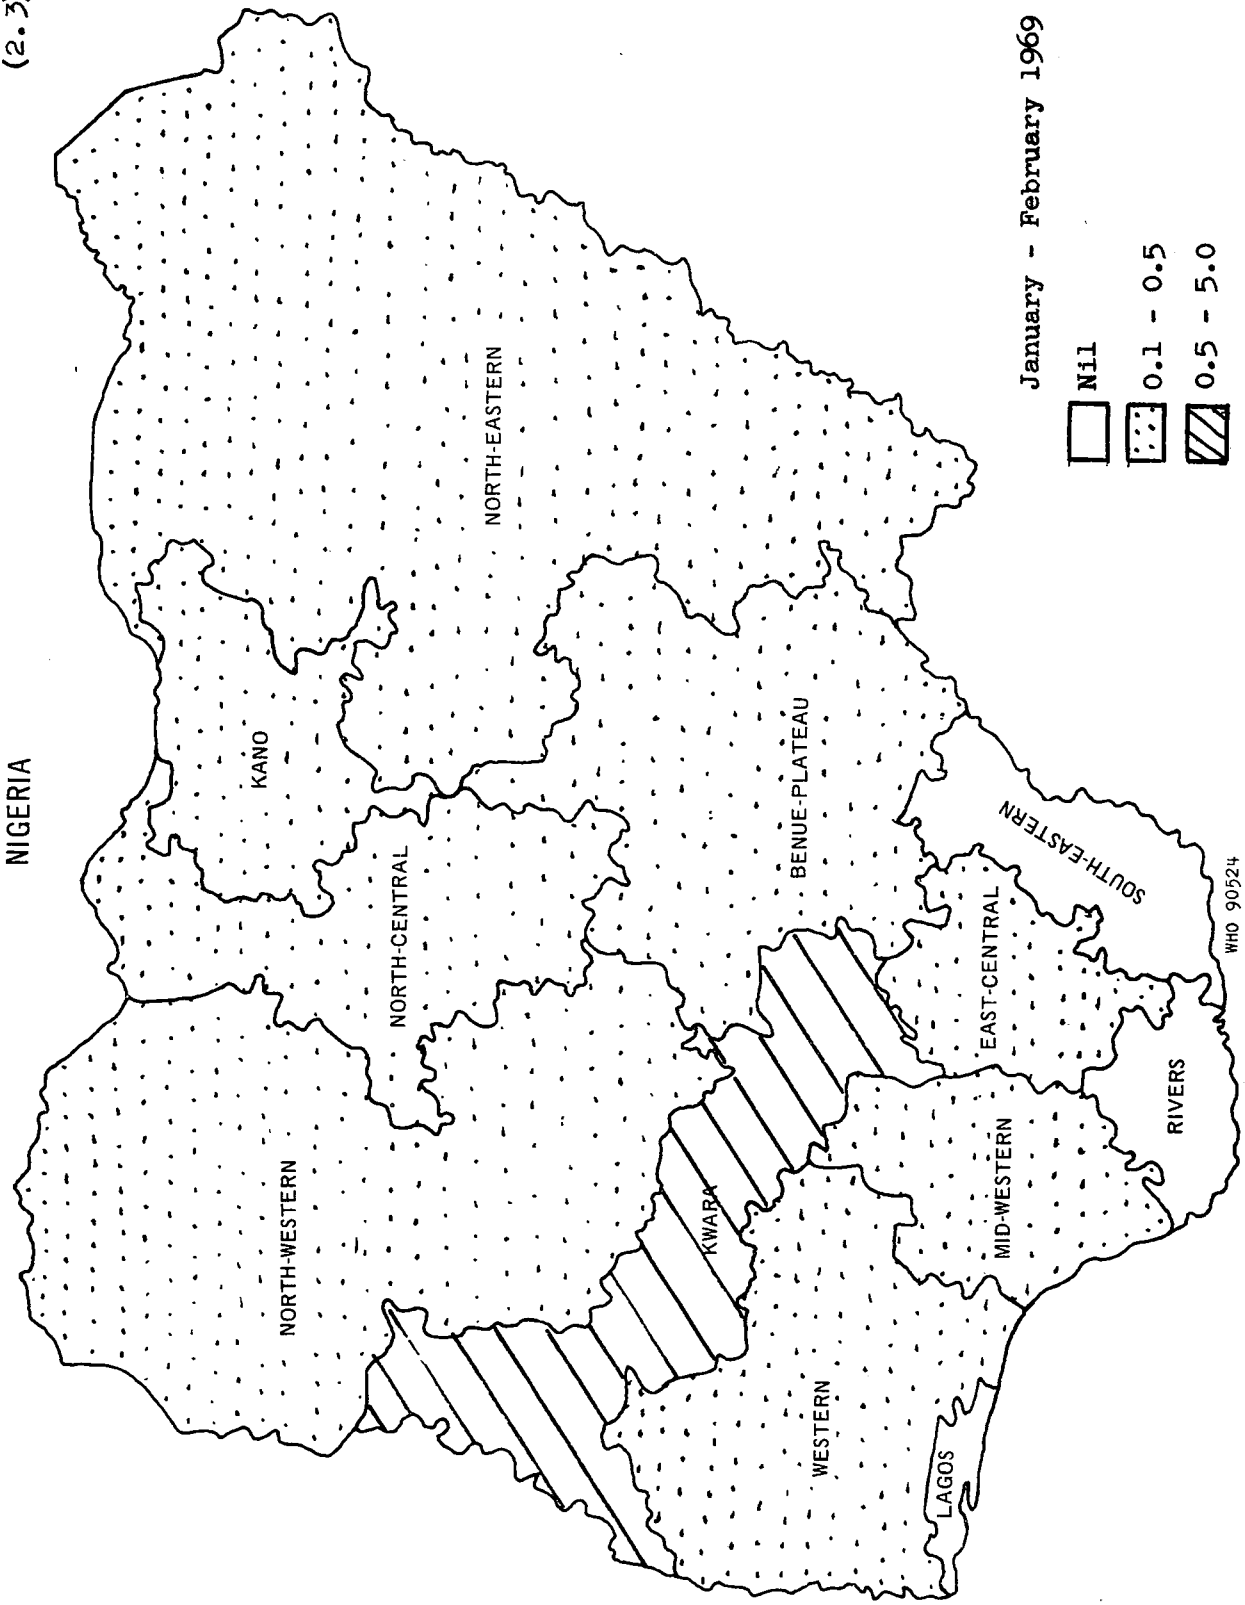 (2.3)
NIGERIA
NORTH-WESTERN
NORTH-CENTRAL
KANO
NORTH-EASTERN
KWARA
BENUE-PLATEAU
WESTERN
LAGOS
MID-WESTERN
EAST-CENTRAL
SOUTH-EASTERN
RIVERS
January - February 1969
Nil
0.1 - 0.5
0.5 - 5.0
WHO 90524